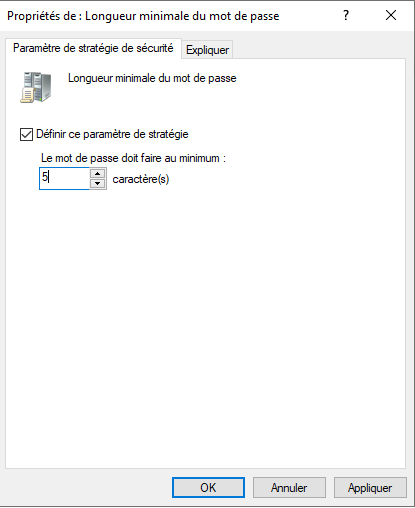 Propriétés de : Longueur minimale du mot de passe
Paramètre de stratégie de sécurité
Expliquer
Longueur minimale du mot de passe
Définir ce paramètre de stratégie
Le mot de passe doit faire au minimum :
5 caractère(s)
OK Annuler Appliquer